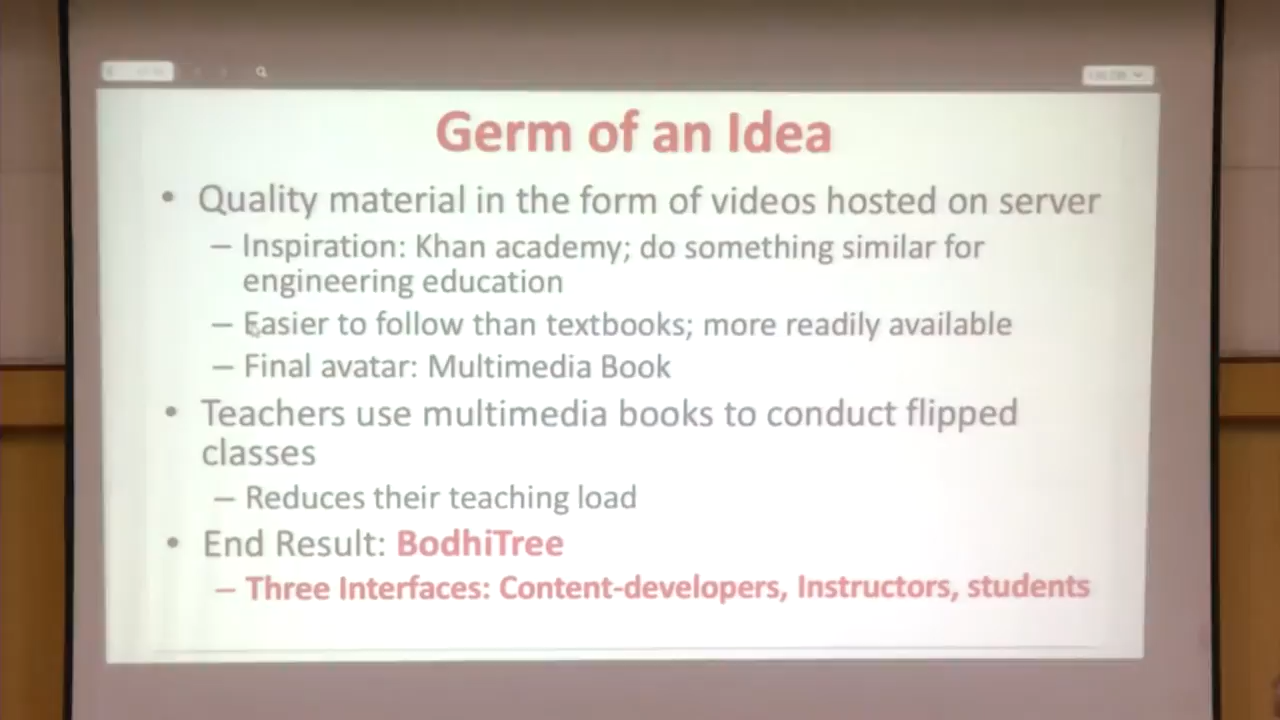 Germ of an Idea
• Quality material in the form of videos hosted on server
– Inspiration: Khan academy; do something similar for
engineering education
– Easier to follow than textbooks; more readily available
– Final avatar: Multimedia Book
• Teachers use multimedia books to conduct flipped
classes
– Reduces their teaching load
• End Result: BodhiTree
– Three Interfaces: Content-developers, Instructors, students